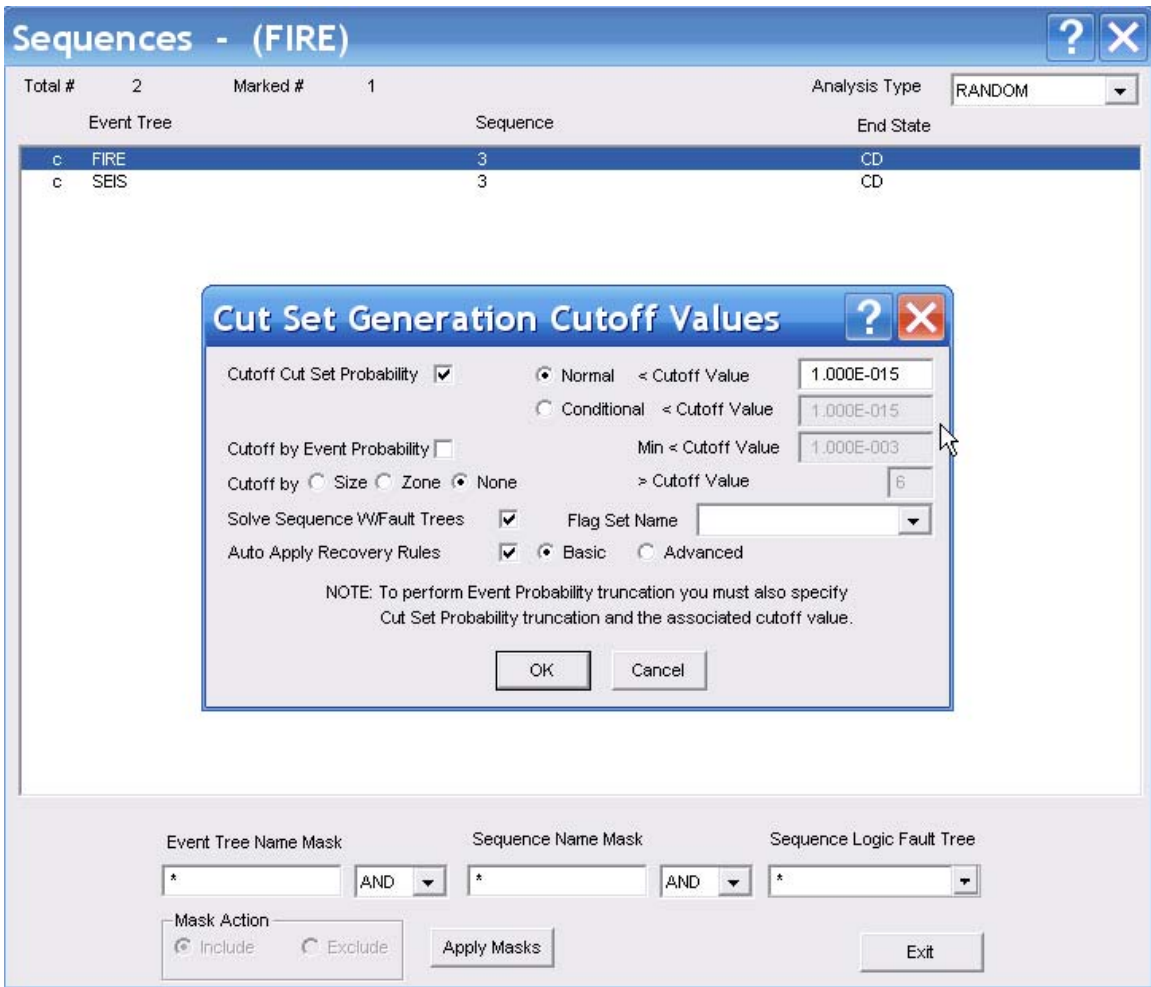 Sequences - (FIRE)
Total # 2 Marked # 1 Analysis Type RANDOM
Event Tree Sequence End State
c FIRE 3 CD
c SEIS 3 CD
Cut Set Generation Cutoff Values
Cutoff Cut Set Probability Normal < Cutoff Value 1.000E-015
Conditional < Cutoff Value 1.000E-015
Cutoff by Event Probability Min < Cutoff Value 1.000E-003
Cutoff by Size Zone None > Cutoff Value 6
Solve Sequence W/Fault Trees Flag Set Name
Auto Apply Recovery Rules Basic Advanced
NOTE: To perform Event Probability truncation you must also specify
Cut Set Probability truncation and the associated cutoff value.
OK Cancel
Event Tree Name Mask Sequence Name Mask Sequence Logic Fault Tree
* AND * AND *
Mask Action
Include Exclude Apply Masks Exit